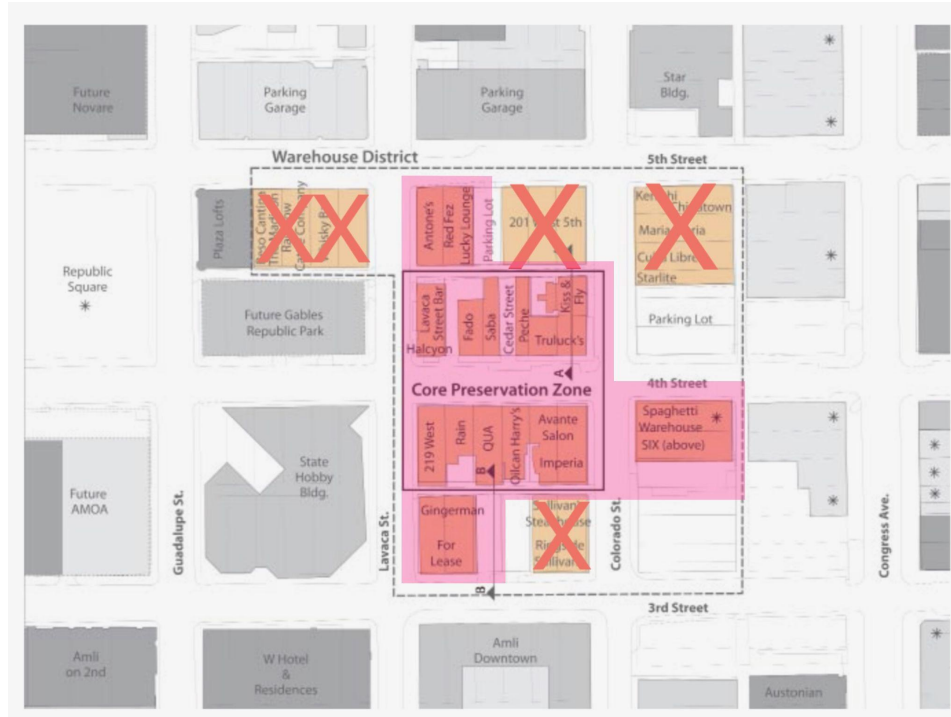 Future
Novare
Parking
Garage
Parking
Garage
Star
Bldg.
Warehouse District
5th Street
Plaza Lofts
Antone's
Red Fez
Lucky Lounge
Parking Lot
201
5th
Starlite
Republic
Square
Future Gables
Republic Park
Lavaca
Street Bar
Halcyon
Fado
Saba
Cedar Street
Peche
Kiss &
Fly
Truluck's
Parking Lot
A
Core Preservation Zone
4th Street
219 West
Rain
QUA
Oilcan Harry's
Avante
Salon
Imperia
B
Spaghetti
Warehouse
SIX (above)
State
Hobby
Bldg.
Future
AMOA
Guadalupe St.
Lavaca St.
Gingerman
For
Lease
Colorado St.
Congress Ave.
B
3rd Street
Amli
on 2nd
W Hotel
&
Residences
Amli
Downtown
Austonian